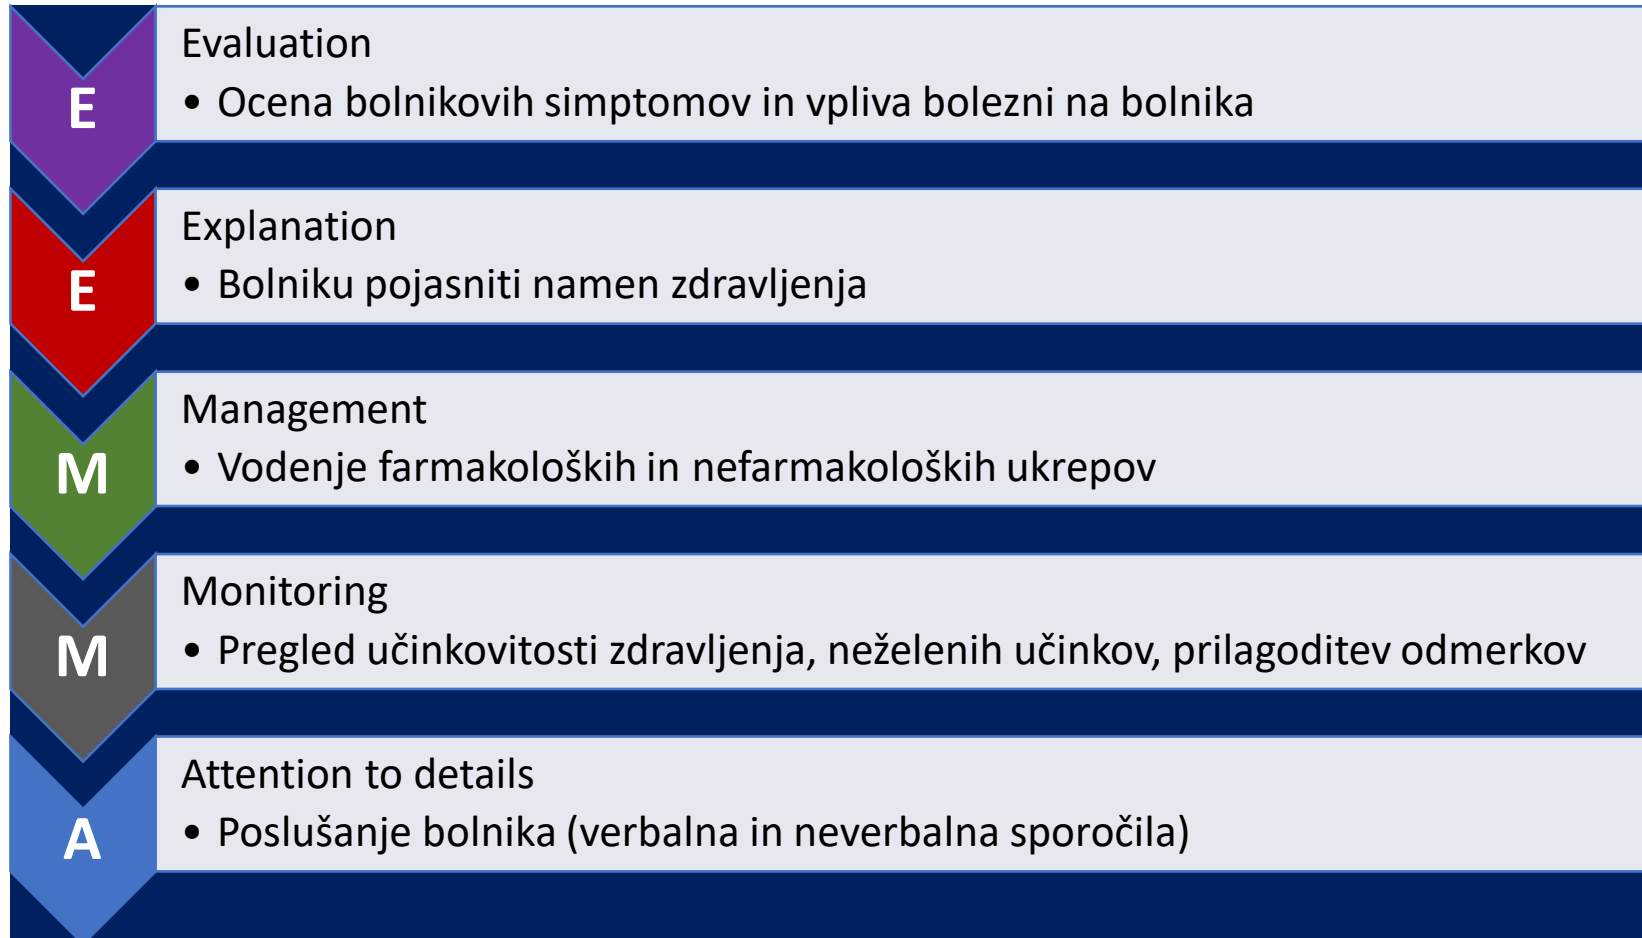 E
Evaluation
• Ocena bolnikovih simptomov in vpliva bolezni na bolnika
E
Explanation
• Bolniku pojasniti namen zdravljenja
M
Management
• Vodenje farmakoloških in nefarmakoloških ukrepov
M
Monitoring
• Pregled učinkovitosti zdravljenja, neželenih učinkov, prilagoditev odmerkov
A
Attention to details
• Poslušanje bolnika (verbalna in neverbalna sporočila)